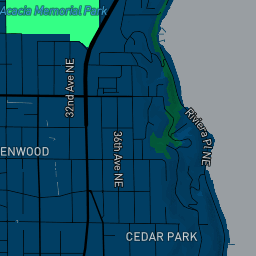 Acacia Memorial Park
32nd Ave NE
Riviera Pl NE
36th Ave NE
ENWOOD
CEDAR PARK